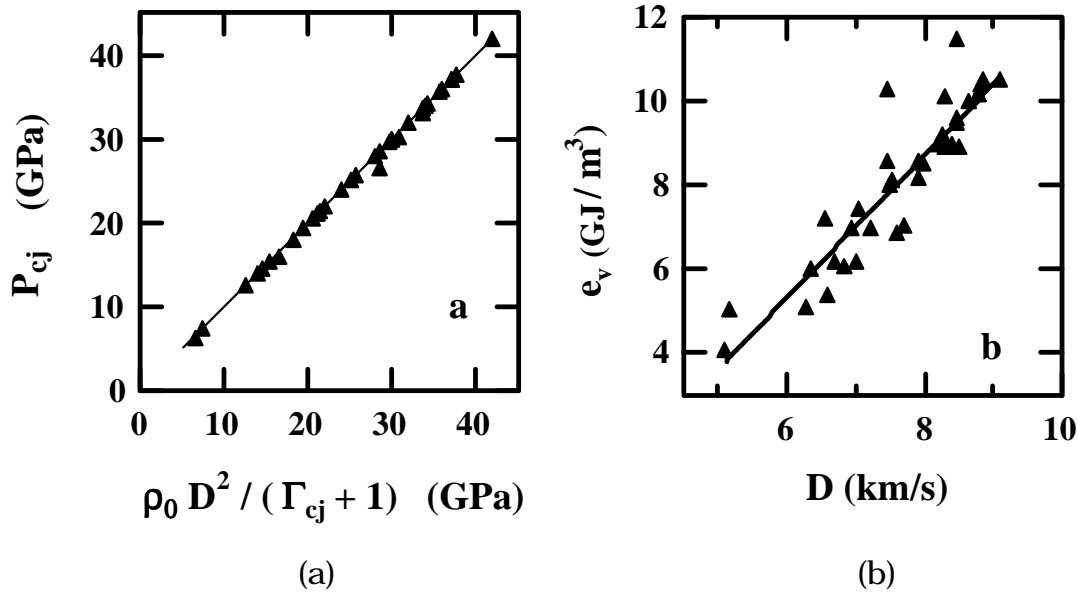 P_cj (GPa)
40
30
20
10
0
a
0 10 20 30 40
ρ₀ D² / ( Γ_cj + 1) (GPa)
(a)
e_v (GJ / m³)
12
10
8
6
4
b
6 8 10
D (km/s)
(b)